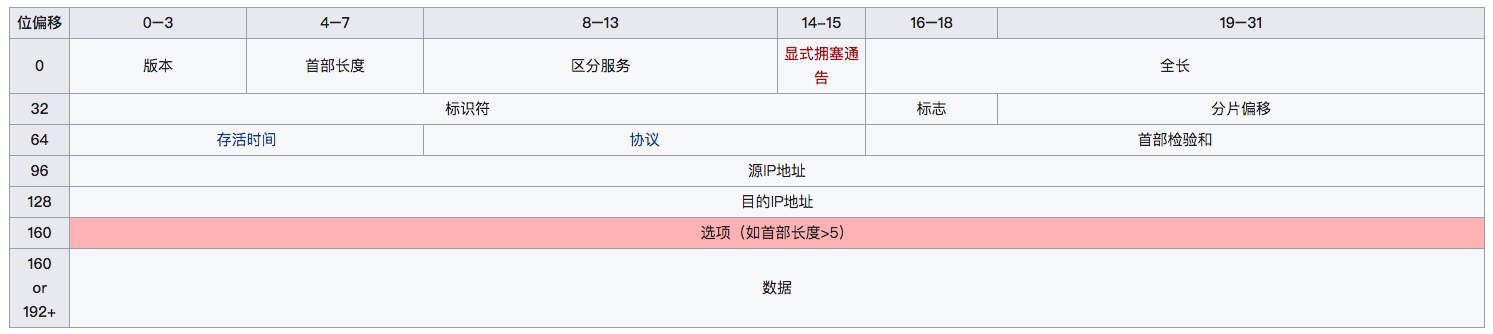 位偏移 0–3 4–7 8–13 14–15 16–18 19–31
0 版本 首部长度 区分服务 显式拥塞通
告 全长
32 标识符 标志 分片偏移
64 存活时间 协议 首部检验和
96 源IP地址
128 目的IP地址
160 选项（如首部长度>5）
160
or
192+ 数据